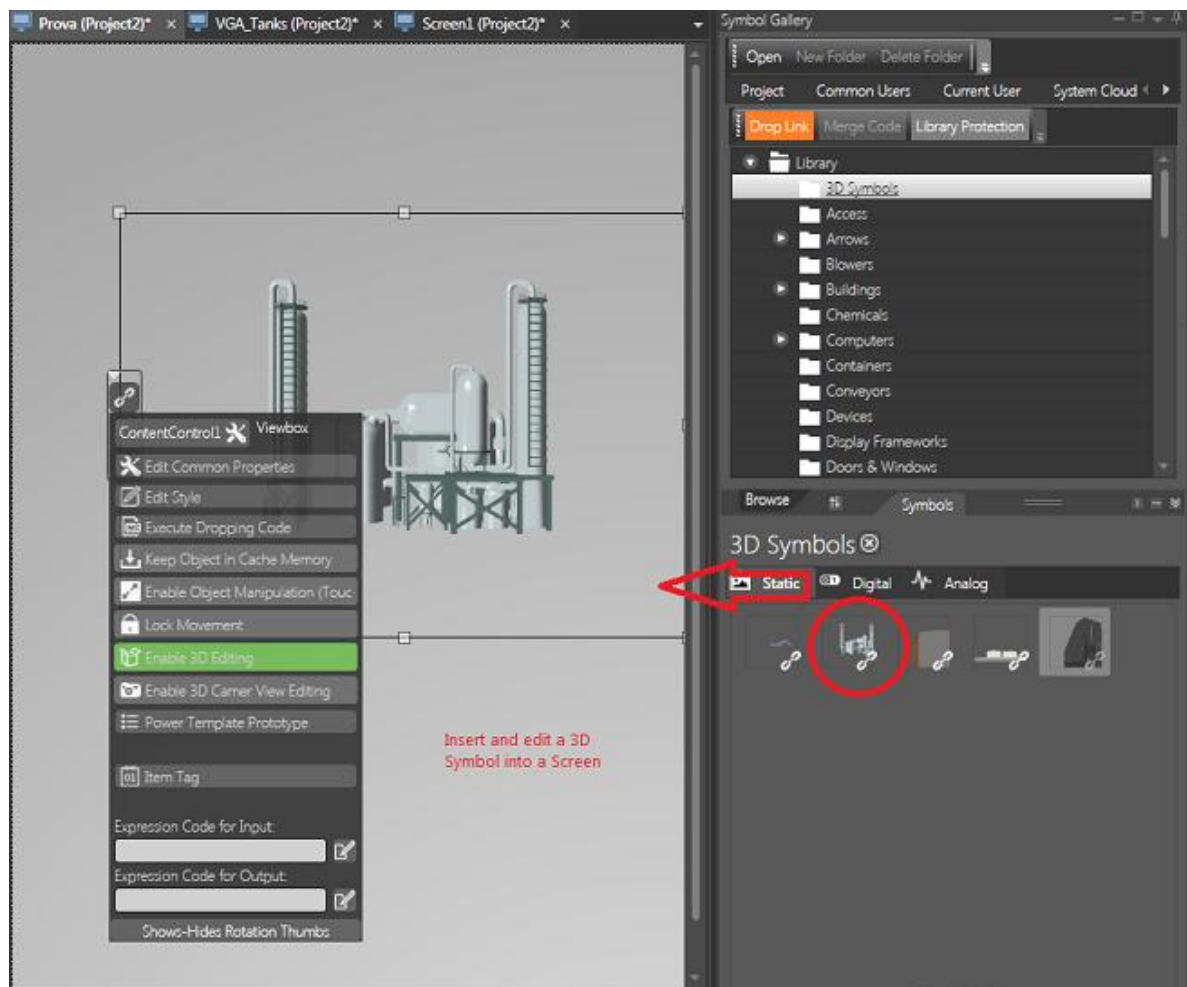 Prova (Project2)*
VGA_Tanks (Project2)*
Screen1 (Project2)*
Symbol Gallery
Open New Folder Delete Folder
Project Common Users Current User System Cloud
Drop Link Merge Code Library Protection
Library
3D Symbols
Access
Arrows
Blowers
Buildings
Chemicals
Computers
Containers
Conveyors
Devices
Display Frameworks
Doors & Windows
Browse Symbols
3D Symbols
Static Digital Analog
ContentControl1 Viewbox
Edit Common Properties
Edit Style
Execute Dropping Code
Keep Object in Cache Memory
Enable Object Manipulation (Touc
Lock Movement
Enable 3D Editing
Enable 3D Camer View Editing
Power Template Prototype
Item Tag
Expression Code for Input:
Expression Code for Output:
Shows-Hides Rotation Thumbs
Insert and edit a 3D
Symbol into a Screen